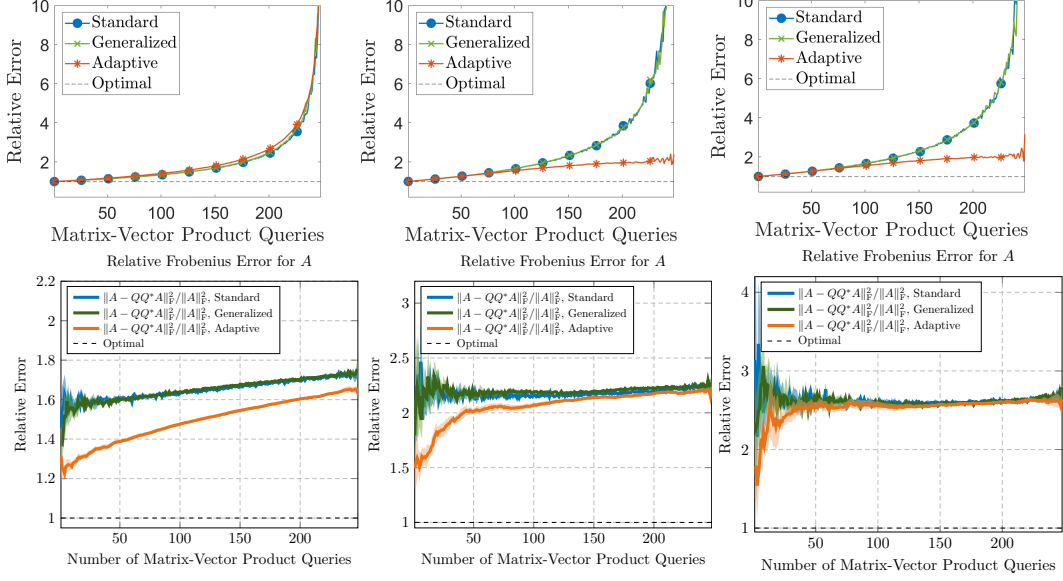 10
8
6
4
2
Relative Error
Standard
Generalized
Adaptive
Optimal
50 100 150 200
Matrix-Vector Product Queries
10
8
6
4
2
Relative Error
Standard
Generalized
Adaptive
Optimal
50 100 150 200
Matrix-Vector Product Queries
10
8
6
4
2
Relative Error
Standard
Generalized
Adaptive
Optimal
50 100 150 200
Matrix-Vector Product Queries
Relative Frobenius Error for A
2.2
2
1.8
1.6
1.4
1.2
1
Relative Error
‖A − QQ*A‖²_F/‖A‖²_F, Standard
‖A − QQ*A‖²_F/‖A‖²_F, Generalized
‖A − QQ*A‖²_F/‖A‖²_F, Adaptive
Optimal
50 100 150 200
Number of Matrix-Vector Product Queries
Relative Frobenius Error for A
3
2.5
2
1.5
1
Relative Error
‖A − QQ*A‖²_F/‖A‖²_F, Standard
‖A − QQ*A‖²_F/‖A‖²_F, Generalized
‖A − QQ*A‖²_F/‖A‖²_F, Adaptive
Optimal
50 100 150 200
Number of Matrix-Vector Product Queries
Relative Frobenius Error for A
4
3
2
1
Relative Error
‖A − QQ*A‖²_F/‖A‖²_F, Standard
‖A − QQ*A‖²_F/‖A‖²_F, Generalized
‖A − QQ*A‖²_F/‖A‖²_F, Adaptive
Optimal
50 100 150 200
Number of Matrix-Vector Product Queries